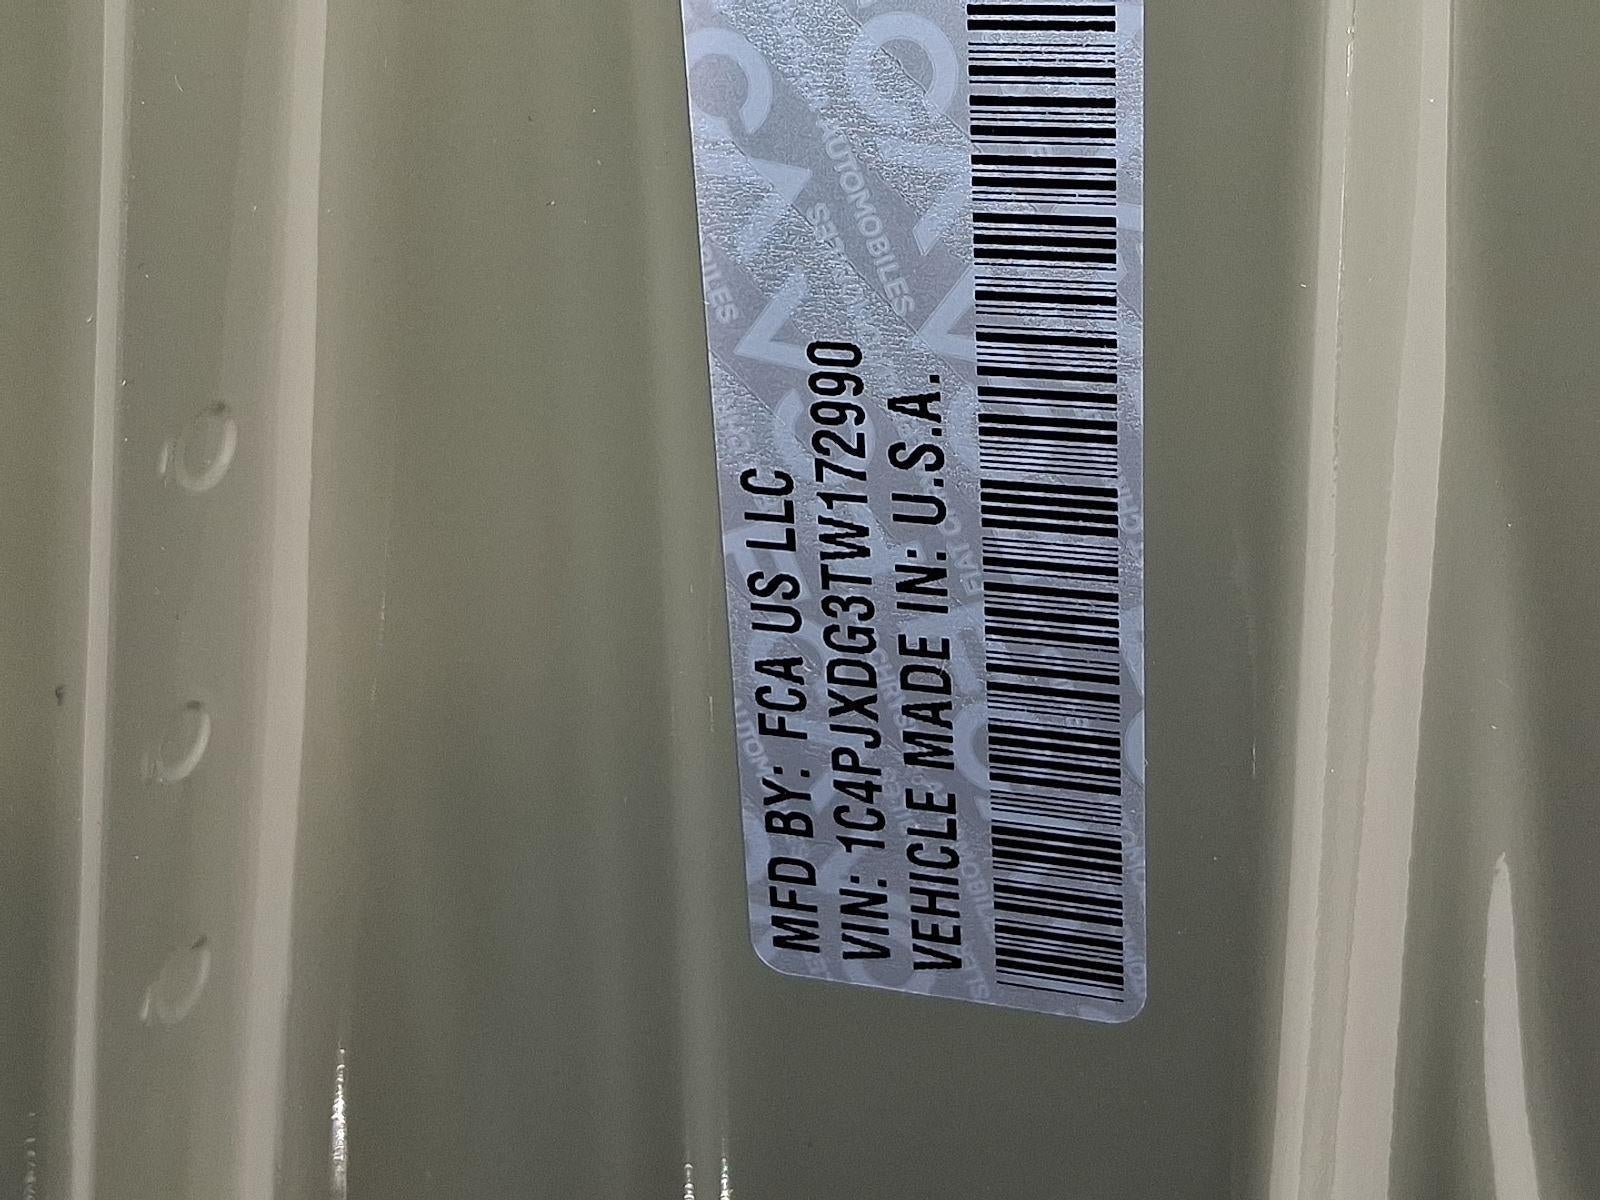 MFD BY: FCA US LLC
VIN: 1C4PJXDG3TW172990
VEHICLE MADE IN: U.S.A.